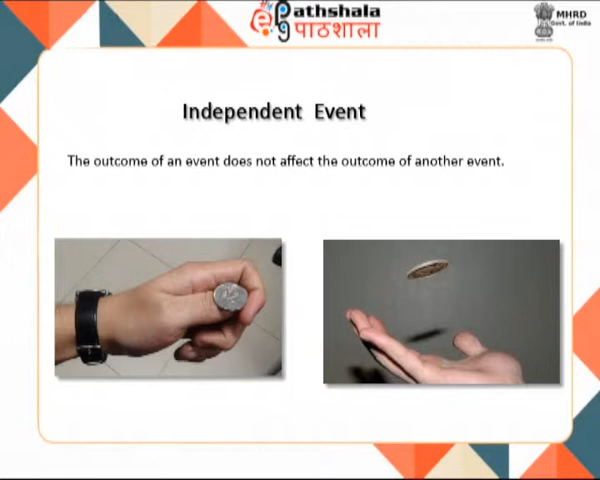 ई pathshala
पाठशाला
MHRD
Govt. of India
Independent Event
The outcome of an event does not affect the outcome of another event.